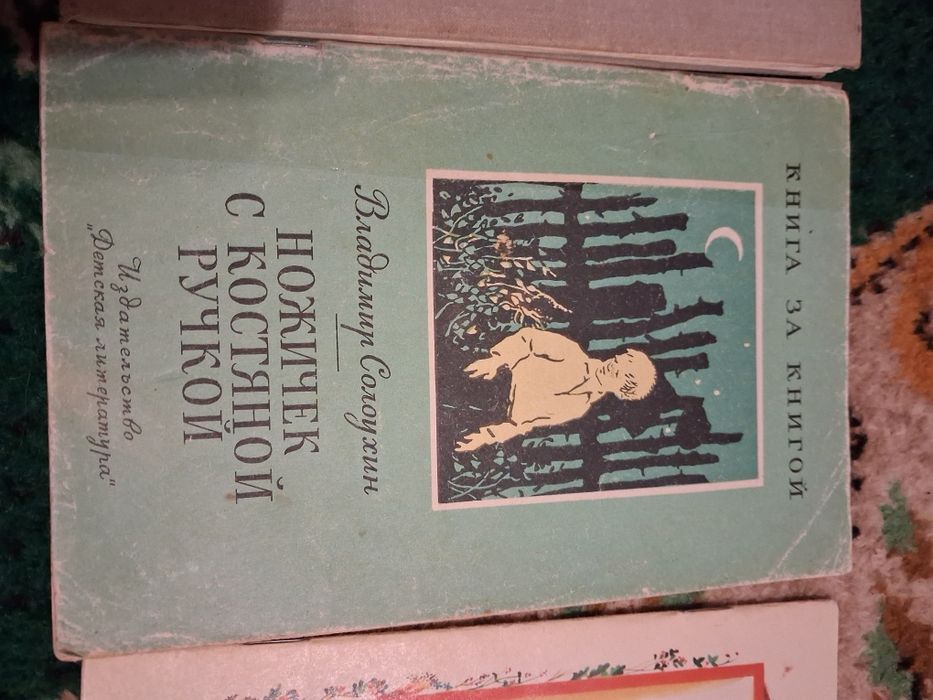 КНИГА ЗА КНИГОЙ
Владимир Солоухин
НОЖИЧЕК
С КОСТЯНОЙ
РУЧКОЙ
Издательство
"Детская литература"